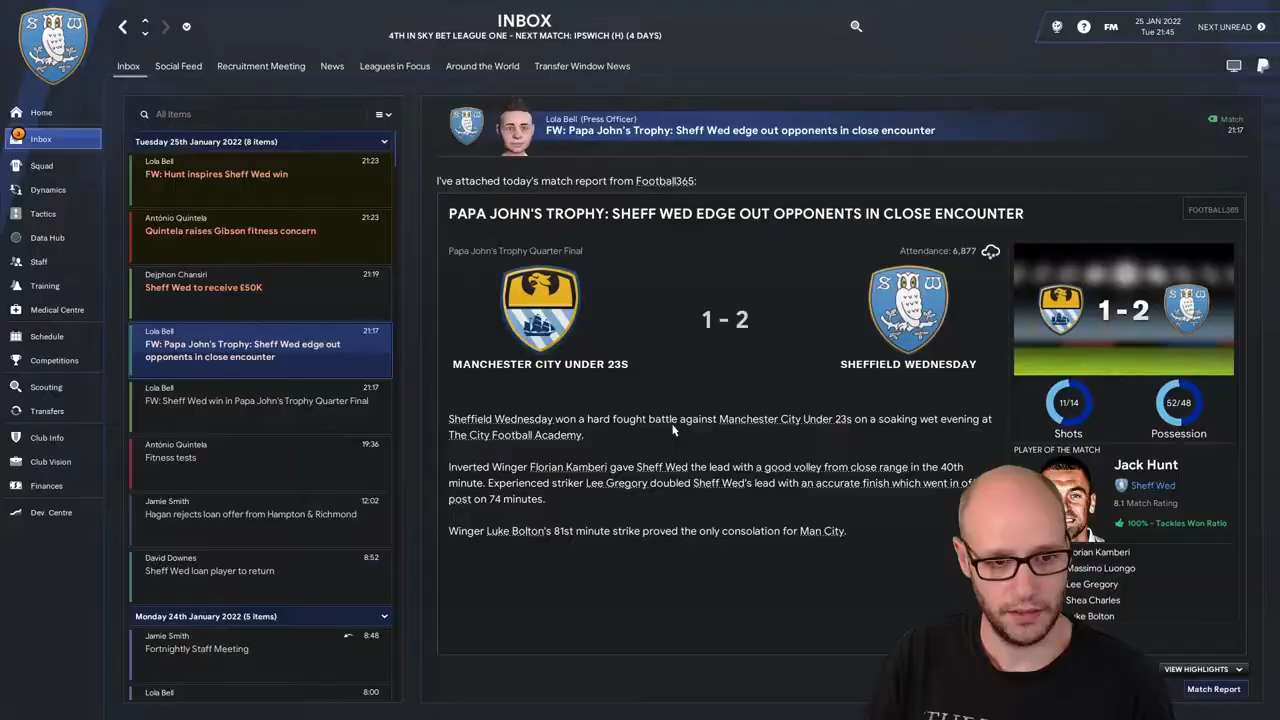 INBOX
4TH IN SKY BET LEAGUE ONE - NEXT MATCH: IPSWICH (H) (4 DAYS)
FM
25 JAN 2022
Tue 21:45
NEXT UNREAD
Inbox
Social Feed
Recruitment Meeting
News
Leagues in Focus
Around the World
Transfer Window News
Home
3
Inbox
Squad
Dynamics
Tactics
Data Hub
Staff
Training
Medical Centre
Schedule
Competitions
Scouting
Transfers
Club Info
Club Vision
Finances
Dev. Centre
All Items
Tuesday 25th January 2022 (8 items)
Lola Bell 21:23
FW: Hunt inspires Sheff Wed win
António Quintela 21:23
Quintela raises Gibson fitness concern
Dejphon Chansiri 21:19
Sheff Wed to receive £50K
Lola Bell 21:17
FW: Papa John's Trophy: Sheff Wed edge out
opponents in close encounter
Lola Bell 21:17
FW: Sheff Wed win in Papa John's Trophy Quarter Final
António Quintela 19:36
Fitness tests
Jamie Smith 12:02
Hagan rejects loan offer from Hampton & Richmond
David Downes 8:52
Sheff Wed loan player to return
Monday 24th January 2022 (5 items)
Jamie Smith 8:48
Fortnightly Staff Meeting
Lola Bell 8:00
Lola Bell (Press Officer)
FW: Papa John's Trophy: Sheff Wed edge out opponents in close encounter
Match
21:17
I've attached today's match report from Football365:
PAPA JOHN'S TROPHY: SHEFF WED EDGE OUT OPPONENTS IN CLOSE ENCOUNTER
FOOTBALL365
Papa John's Trophy Quarter Final
Attendance: 6,877
1 - 2
MANCHESTER CITY UNDER 23S
SHEFFIELD WEDNESDAY
Sheffield Wednesday won a hard fought battle against Manchester City Under 23s on a soaking wet evening at
The City Football Academy.
Inverted Winger Florian Kamberi gave Sheff Wed the lead with a good volley from close range in the 40th
minute. Experienced striker Lee Gregory doubled Sheff Wed's lead with an accurate finish which went in
post on 74 minutes.
Winger Luke Bolton's 81st minute strike proved the only consolation for Man City.
1 - 2
11/14
Shots
52/48
Possession
PLAYER OF THE MATCH
Jack Hunt
Sheff Wed
8.1 Match Rating
100% - Tackles Won Ratio
orian Kamberi
Massimo Luongo
Lee Gregory
Shea Charles
ke Bolton
VIEW HIGHLIGHTS
Match Report